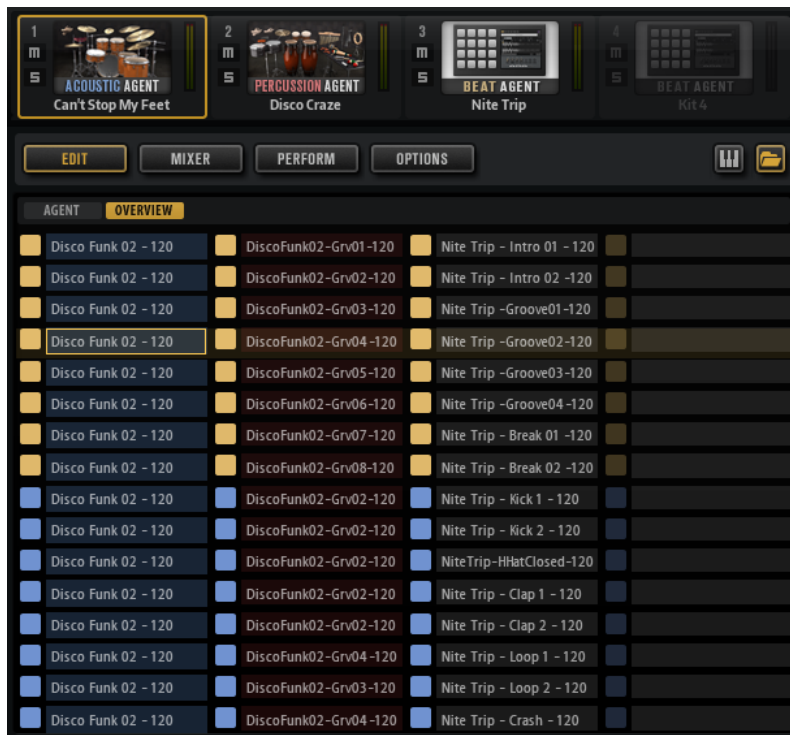 1 2 3 4
m m m m
S S S S
ACOUSTIC AGENT PERCUSSION AGENT BEAT AGENT BEAT AGENT
Can't Stop My Feet Disco Craze Nite Trip Kit 4
EDIT MIXER PERFORM OPTIONS
AGENT OVERVIEW
Disco Funk 02 - 120 DiscoFunk02-Grv01-120 Nite Trip - Intro 01 - 120
Disco Funk 02 - 120 DiscoFunk02-Grv02-120 Nite Trip - Intro 02 -120
Disco Funk 02 - 120 DiscoFunk02-Grv03-120 Nite Trip -Groove01-120
Disco Funk 02 - 120 DiscoFunk02-Grv04-120 Nite Trip -Groove02-120
Disco Funk 02 - 120 DiscoFunk02-Grv05-120 Nite Trip -Groove03-120
Disco Funk 02 - 120 DiscoFunk02-Grv06-120 Nite Trip -Groove04-120
Disco Funk 02 - 120 DiscoFunk02-Grv07-120 Nite Trip - Break 01 -120
Disco Funk 02 - 120 DiscoFunk02-Grv08-120 Nite Trip - Break 02 -120
Disco Funk 02 - 120 DiscoFunk02-Grv02-120 Nite Trip - Kick 1 - 120
Disco Funk 02 - 120 DiscoFunk02-Grv02-120 Nite Trip - Kick 2 - 120
Disco Funk 02 - 120 DiscoFunk02-Grv02-120 NiteTrip-HHatClosed-120
Disco Funk 02 - 120 DiscoFunk02-Grv02-120 Nite Trip - Clap 1 - 120
Disco Funk 02 - 120 DiscoFunk02-Grv02-120 Nite Trip - Clap 2 - 120
Disco Funk 02 - 120 DiscoFunk02-Grv04-120 Nite Trip - Loop 1 - 120
Disco Funk 02 - 120 DiscoFunk02-Grv03-120 Nite Trip - Loop 2 - 120
Disco Funk 02 - 120 DiscoFunk02-Grv04-120 Nite Trip - Crash - 120